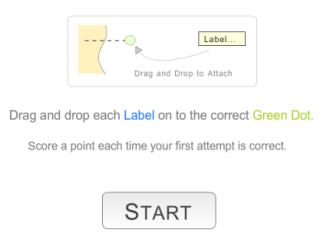 Label...
Drag and Drop to Attach
Drag and drop each Label on to the correct Green Dot.
Score a point each time your first attempt is correct.
START